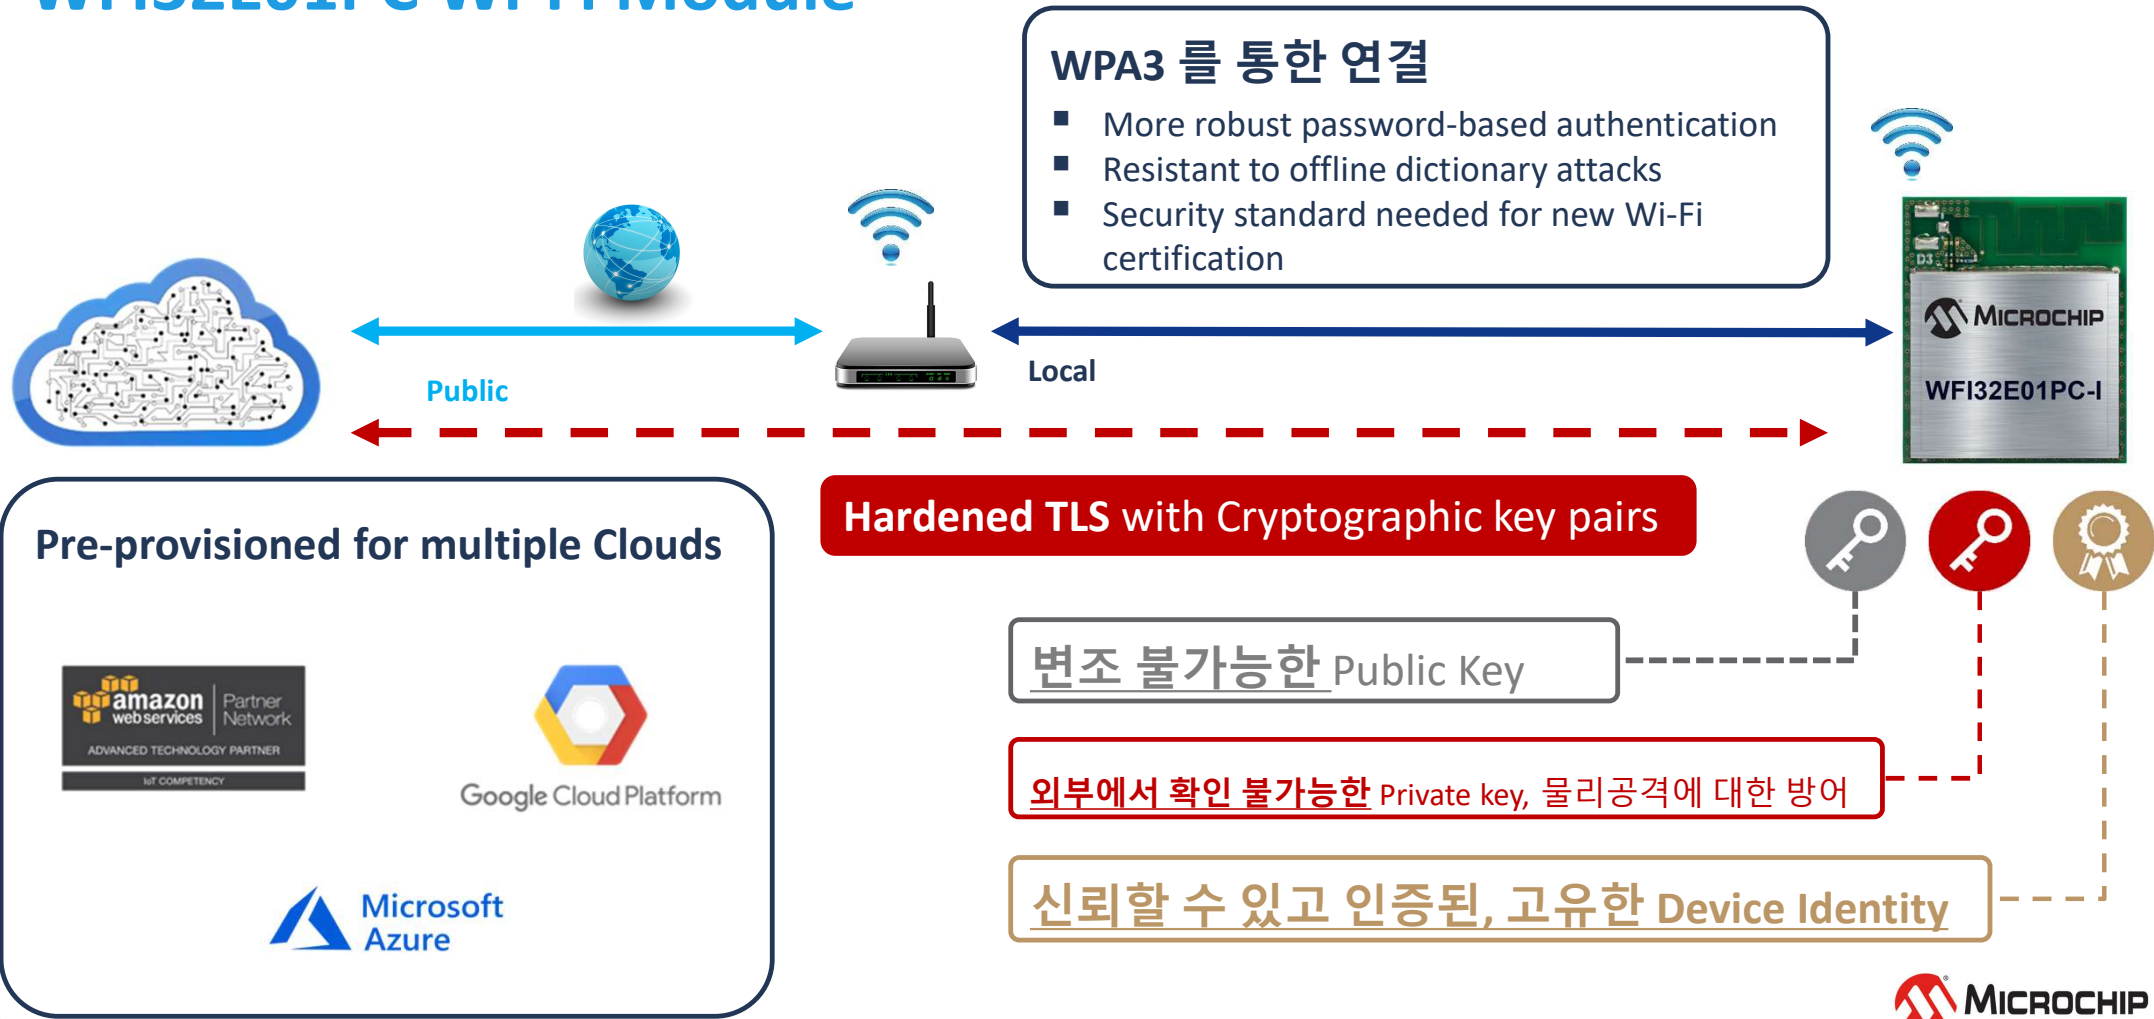 WFI32E01PC Wi-Fi Module
WPA3 를 통한 연결
▪ More robust password-based authentication
▪ Resistant to offline dictionary attacks
▪ Security standard needed for new Wi-Fi
certification
D3
MICROCHIP
WFI32E01PC-I
Public
Local
Hardened TLS with Cryptographic key pairs
Pre-provisioned for multiple Clouds
amazon
web services
Partner
Network
ADVANCED TECHNOLOGY PARTNER
IoT COMPETENCY
Google Cloud Platform
Microsoft
Azure
변조 불가능한 Public Key
외부에서 확인 불가능한 Private key, 물리공격에 대한 방어
신뢰할 수 있고 인증된, 고유한 Device Identity
MICROCHIP